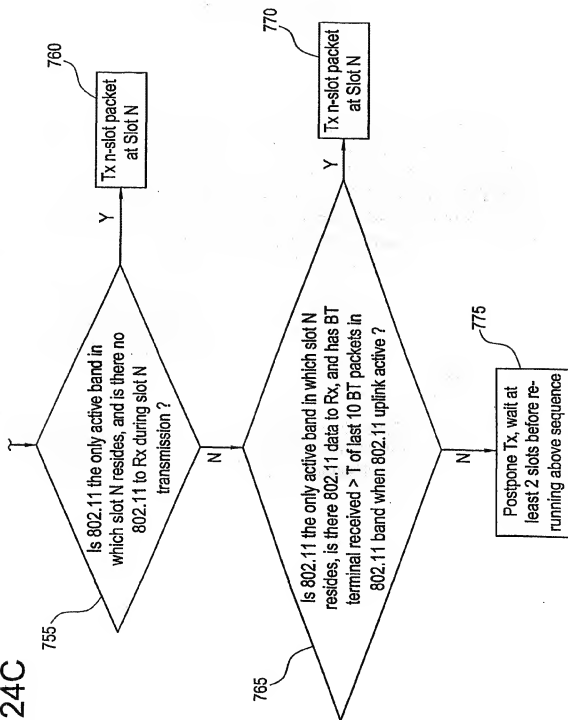 24C
755
Is 802.11 the only active band in
which slot N resides, and is there no
802.11 to Rx during slot N
transmission ?
Y
760
Tx n-slot packet
at Slot N
N
765
Is 802.11 the only active band in which slot N
resides, is there 802.11 data to Rx, and has BT
terminal received > T of last 10 BT packets in
802.11 band when 802.11 uplink active ?
Y
770
Tx n-slot packet
at Slot N
N
775
Postpone Tx, wait at
least 2 slots before re-
running above sequence